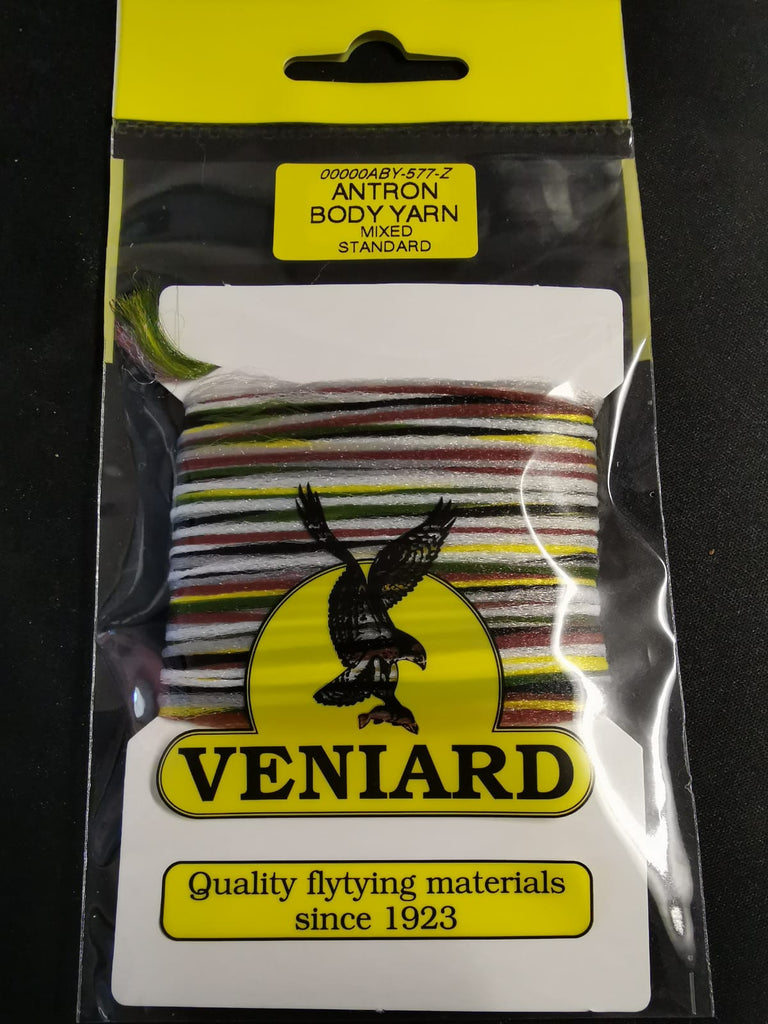 00000ABY-577-Z
ANTRON
BODY YARN
MIXED
STANDARD
VENIARD
Quality flytying materials
since 1923